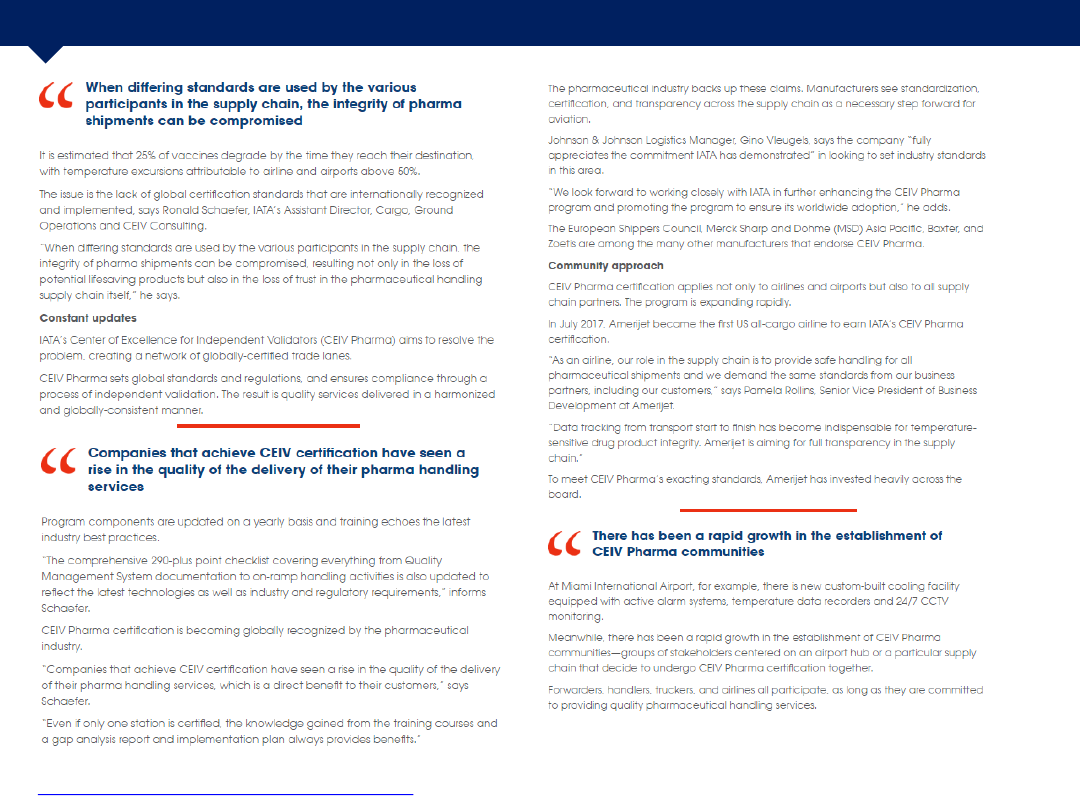 “ When differing standards are used by the various
participants in the supply chain, the integrity of pharma
shipments can be compromised
It is estimated that 25% of vaccines degrade by the time they reach their destination,
with temperature excursions attributable to airline and airports above 50%.
The issue is the lack of global certification standards that are internationally recognized
and implemented, says Ronald Schaefer, IATA’s Assistant Director, Cargo, Ground
Operations and CEIV Consulting.
“When differing standards are used by the various participants in the supply chain, the
integrity of pharma shipments can be compromised, resulting not only in the loss of
potential lifesaving products but also in the loss of trust in the pharmaceutical handling
supply chain itself,” he says.
Constant updates
IATA’s Center of Excellence for Independent Validators (CEIV Pharma) aims to resolve the
problem, creating a network of globally-certified trade lanes.
CEIV Pharma sets global standards and regulations, and ensures compliance through a
process of independent validation. The result is quality services delivered in a harmonized
and globally-consistent manner.
“ Companies that achieve CEIV certification have seen a
rise in the quality of the delivery of their pharma handling
services
Program components are updated on a yearly basis and training echoes the latest
industry best practices.
“The comprehensive 290-plus point checklist covering everything from Quality
Management System documentation to on-ramp handling activities is also updated to
reflect the latest technologies as well as industry and regulatory requirements,” informs
Schaefer.
CEIV Pharma certification is becoming globally recognized by the pharmaceutical
industry.
“Companies that achieve CEIV certification have seen a rise in the quality of the delivery
of their pharma handling services, which is a direct benefit to their customers,” says
Schaefer.
“Even if only one station is certified, the knowledge gained from the training courses and
a gap analysis report and implementation plan always provides benefits.”
The pharmaceutical industry backs up these claims. Manufacturers see standardization,
certification, and transparency across the supply chain as a necessary step forward for
aviation.
Johnson & Johnson Logistics Manager, Gino Vleugels, says the company “fully
appreciates the commitment IATA has demonstrated” in looking to set industry standards
in this area.
“We look forward to working closely with IATA in further enhancing the CEIV Pharma
program and promoting the program to ensure its worldwide adoption,” he adds.
The European Shippers Council, Merck Sharp and Dohme (MSD) Asia Pacific, Baxter, and
Zoetis are among the many other manufacturers that endorse CEIV Pharma.
Community approach
CEIV Pharma certification applies not only to airlines and airports but also to all supply
chain partners. The program is expanding rapidly.
In July 2017, Amerijet became the first US all-cargo airline to earn IATA’s CEIV Pharma
certification.
“As an airline, our role in the supply chain is to provide safe handling for all
pharmaceutical shipments and we demand the same standards from our business
partners, including our customers,” says Pamela Rollins, Senior Vice President of Business
Development at Amerijet.
“Data tracking from transport start to finish has become indispensable for temperature-
sensitive drug product integrity. Amerijet is aiming for full transparency in the supply
chain.”
To meet CEIV Pharma’s exacting standards, Amerijet has invested heavily across the
board.
“ There has been a rapid growth in the establishment of
CEIV Pharma communities
At Miami International Airport, for example, there is new custom-built cooling facility
equipped with active alarm systems, temperature data recorders and 24/7 CCTV
monitoring.
Meanwhile, there has been a rapid growth in the establishment of CEIV Pharma
communities—groups of stakeholders centered on an airport hub or a particular supply
chain that decide to undergo CEIV Pharma certification together.
Forwarders, handlers, truckers, and airlines all participate, as long as they are committed
to providing quality pharmaceutical handling services.